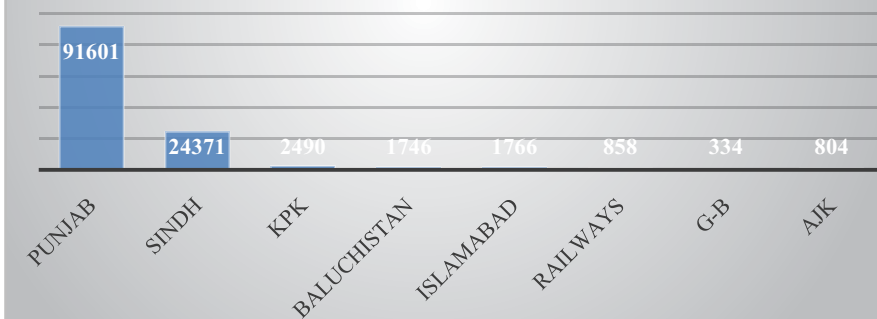 91601
24371 2490 1746 1766 858 334 804
PUNJAB SINDH KPK BALUCHISTAN ISLAMABAD RAILWAYS G-B AJK